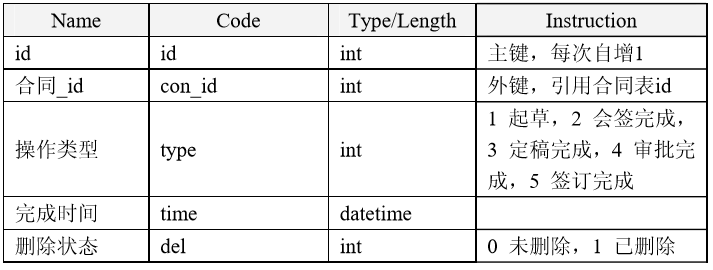 Name Code Type/Length Instruction
id id int 主键，每次自增1
合同_id con_id int 外键，引用合同表id
操作类型 type int 1 起草，2 会签完成，
3 定稿完成，4 审批完
成，5 签订完成
完成时间 time datetime
删除状态 del int 0 未删除，1 已删除